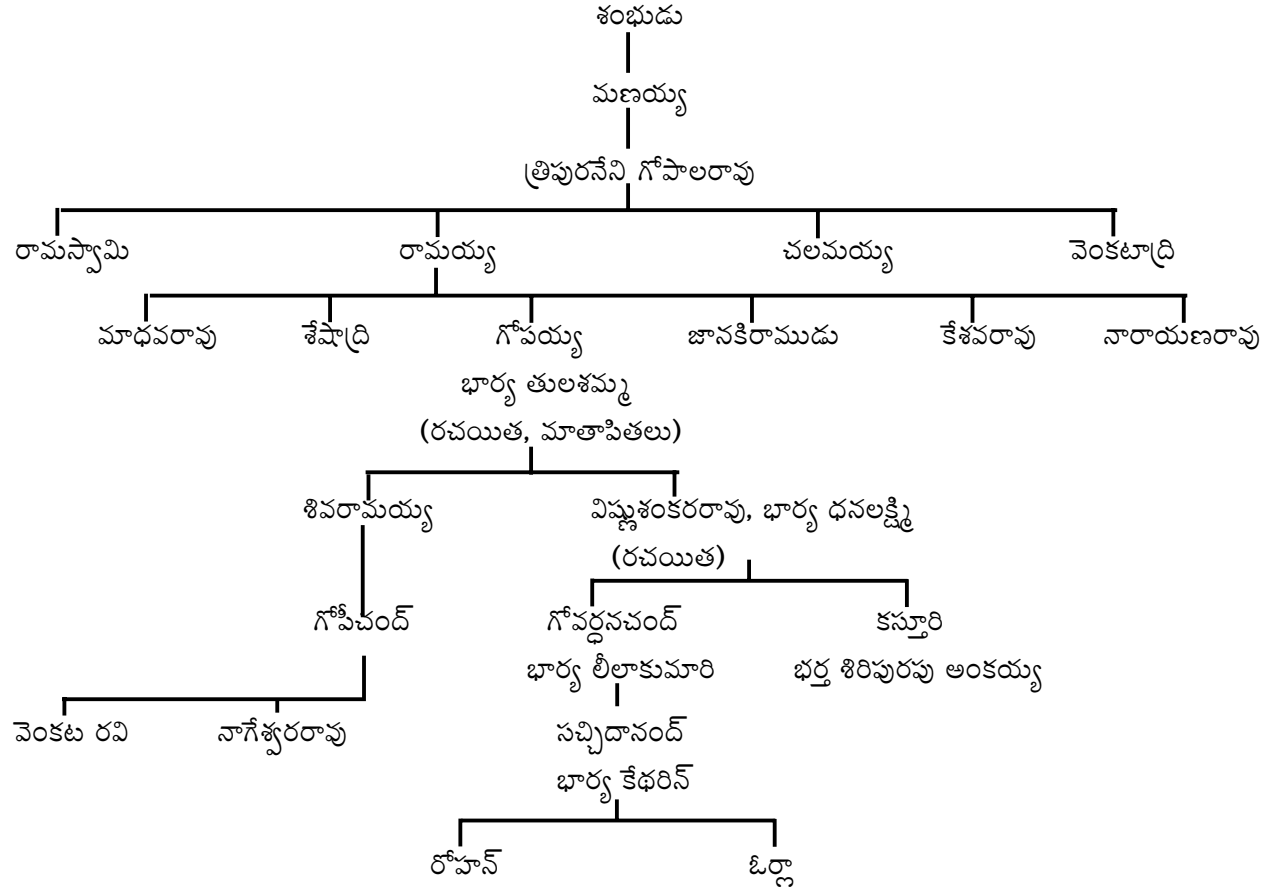 శంభుడు
మణయ్య
త్రిపురనేని గోపాలరావు
రామస్వామి రామయ్య చలమయ్య వెంకటాద్రి
మాధవరావు శేషాద్రి గోపయ్య జానకిరాముడు కేశవరావు నారాయణరావు
భార్య తులశమ్మ
(రచయిత, మాతాపితలు)
శివరామయ్య విష్ణుశంకరరావు, భార్య ధనలక్ష్మి
(రచయిత)
గోపీచంద్ గోవర్ధనచంద్ కస్తూరి
భార్య లీలాకుమారి భర్త శిరిపురపు అంకయ్య
వెంకట రవి నాగేశ్వరరావు సచ్చిదానంద్
భార్య కేథరిన్
రోహన్ ఓర్లా